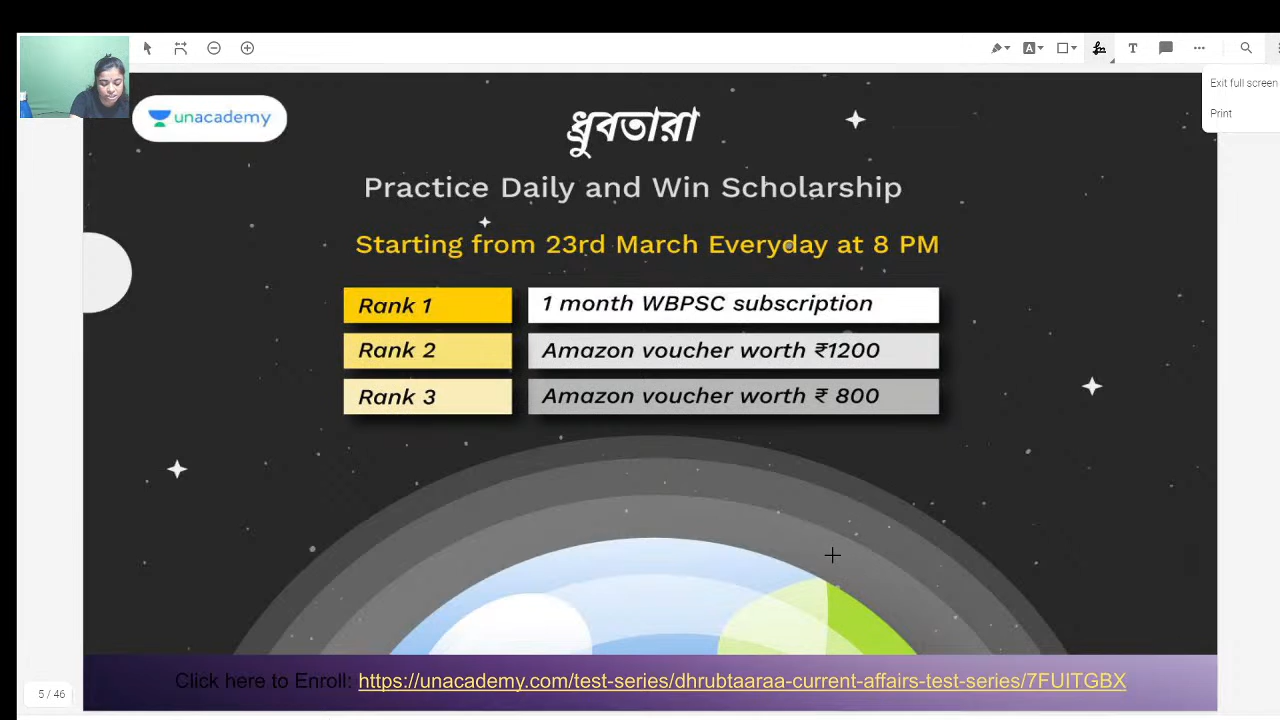 Exit full screen
Print
unacademy
ধ্রুবতারা
Practice Daily and Win Scholarship
Starting from 23rd March Everyday at 8 PM
Rank 1 1 month WBPSC subscription
Rank 2 Amazon voucher worth ₹1200
Rank 3 Amazon voucher worth ₹ 800
Click here to Enroll: https://unacademy.com/test-series/dhrubtaaraa-current-affairs-test-series/7FUITGBX
5 / 46